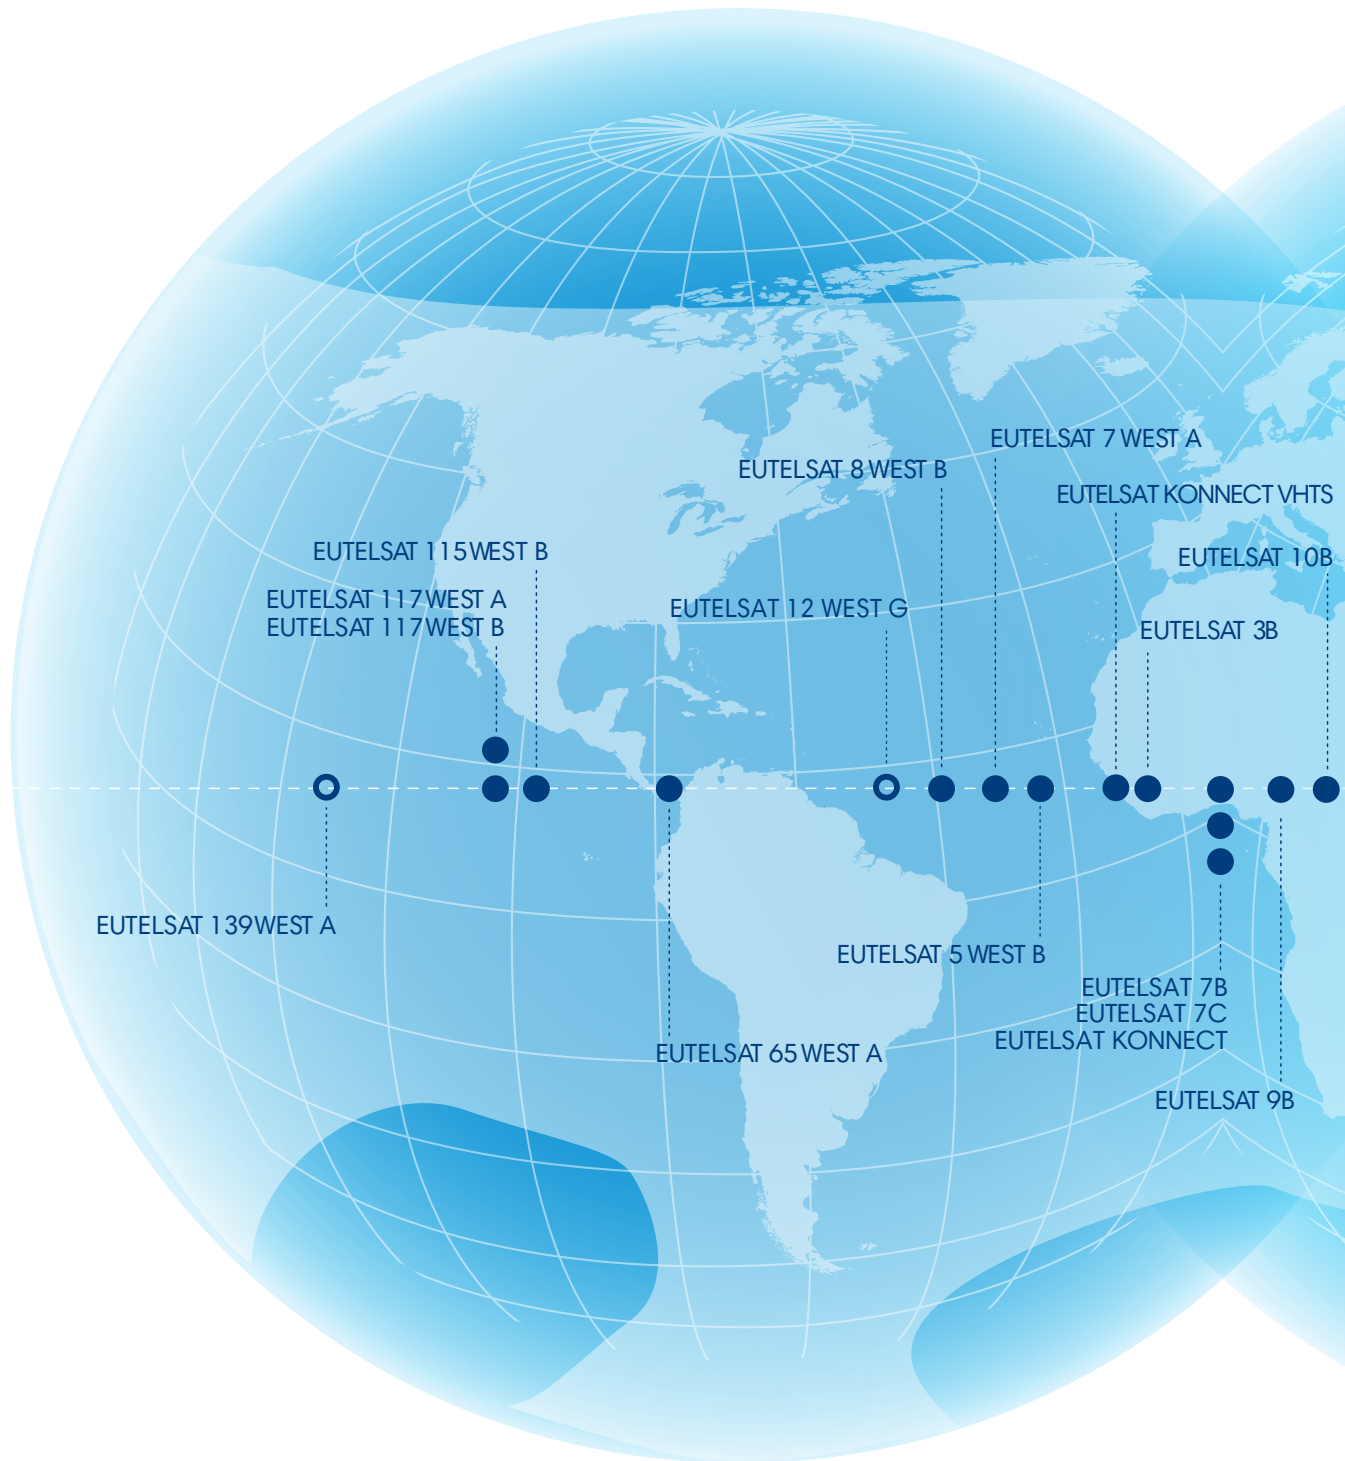 EUTELSAT 7 WEST A
EUTELSAT 8 WEST B
EUTELSAT KONNECT VHTS
EUTELSAT 115 WEST B
EUTELSAT 10B
EUTELSAT 117 WEST A
EUTELSAT 117 WEST B
EUTELSAT 12 WEST G
EUTELSAT 3B
EUTELSAT 139 WEST A
EUTELSAT 5 WEST B
EUTELSAT 7B
EUTELSAT 7C
EUTELSAT KONNECT
EUTELSAT 65 WEST A
EUTELSAT 9B